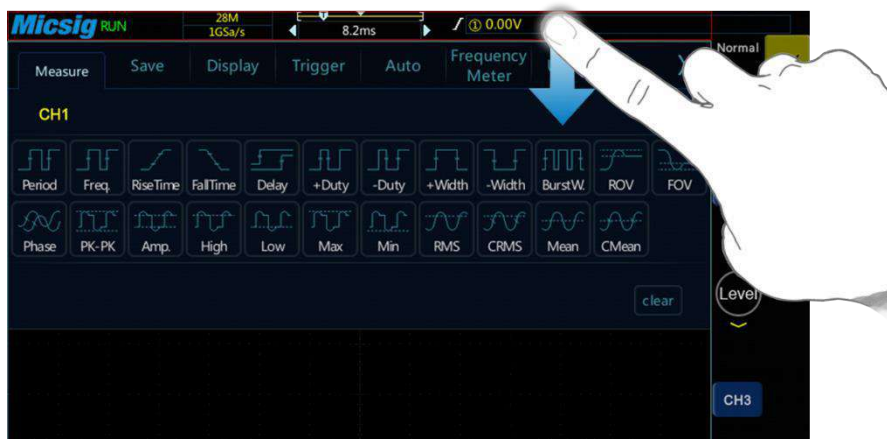 Micsig RUN
28M
1GSa/s
8.2ms
① 0.00V
Normal
Measure
Save
Display
Trigger
Auto
Frequency
Meter
CH1
Period
Freq.
RiseTime
FallTime
Delay
+Duty
-Duty
+Width
-Width
BurstW.
ROV
FOV
Phase
PK-PK
Amp.
High
Low
Max
Min
RMS
CRMS
Mean
CMean
clear
Level
CH3